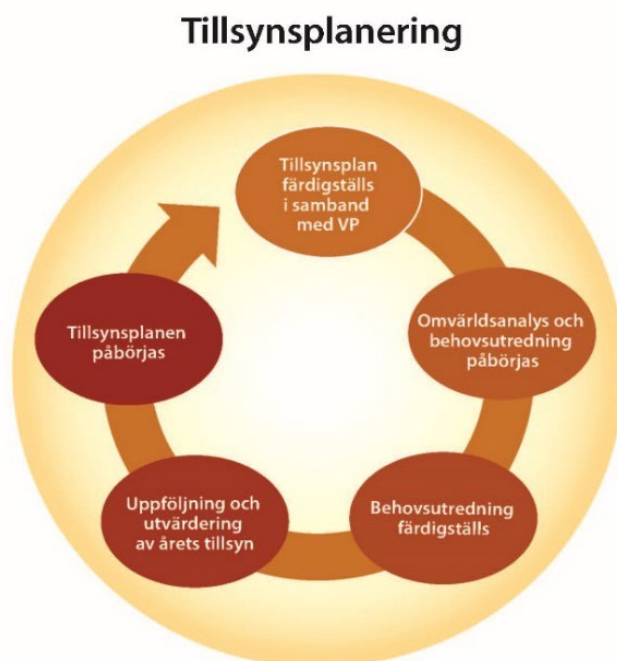 Tillsynsplanering
Tillsynsplan
färdigställs
i samband
med VP
Omvärldsanalys och
behovsutredning
påbörjas
Behovsutredning
färdigställs
Uppföljning och
utvärdering
av årets tillsyn
Tillsynsplanen
påbörjas